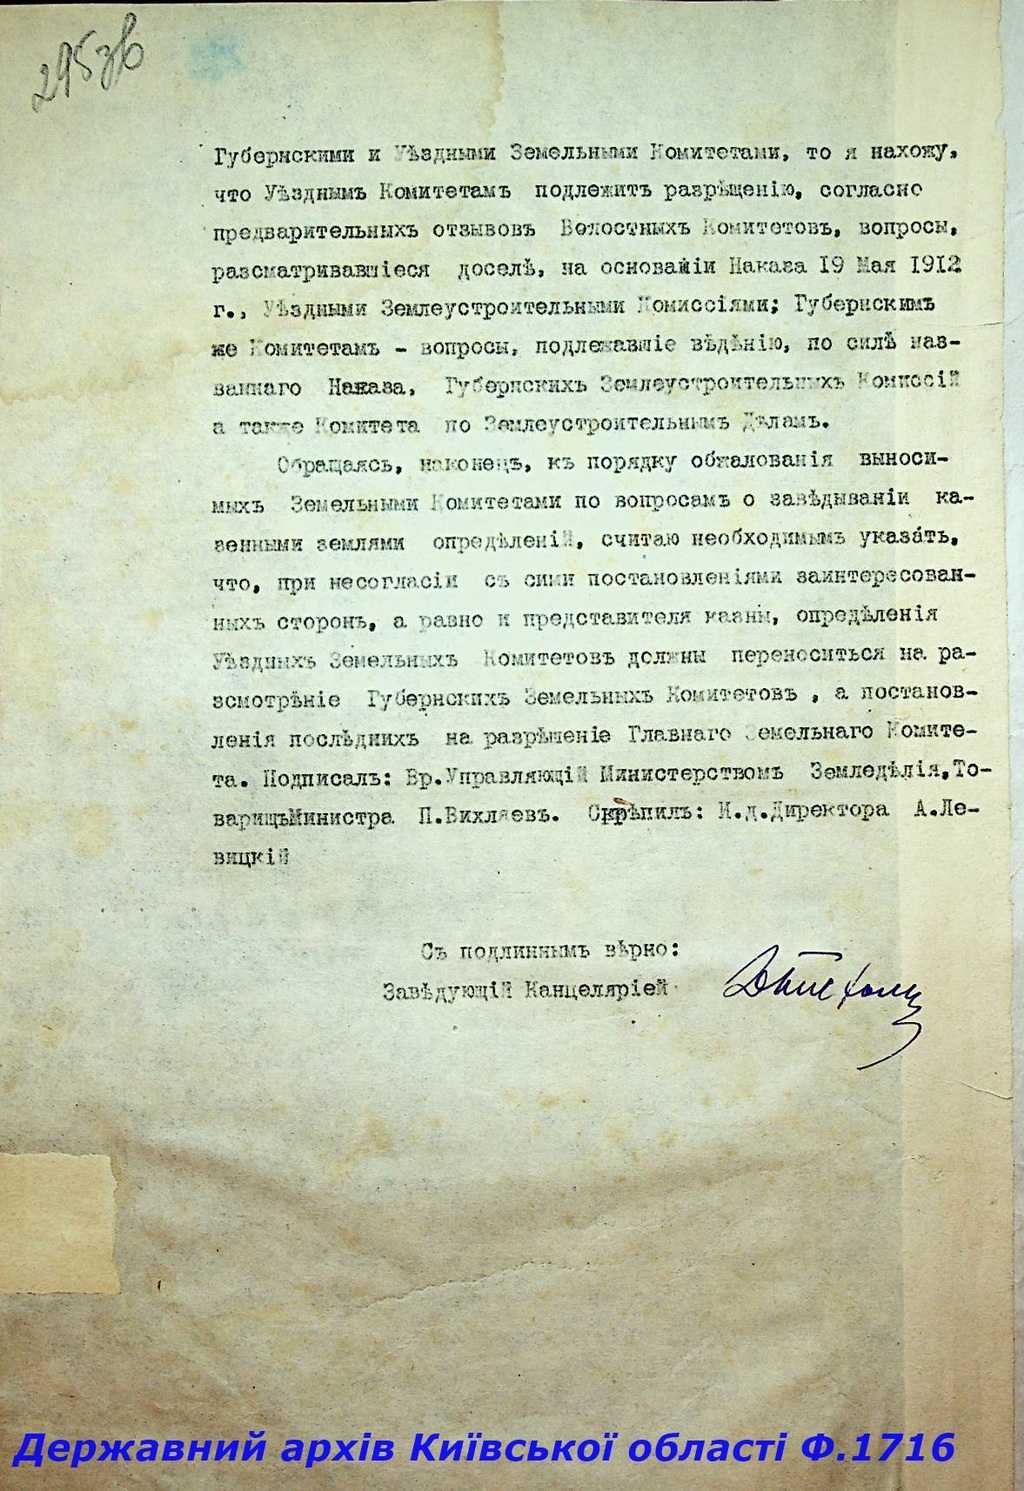 295зв
Губернскими и Уѣздными Земельными Комитетами, то я нахожу,
что Уѣзднымъ Комитетамъ подлежитъ разрѣщенію, согласно
предварительныхъ отзывовъ Волостныхъ Комитетовъ, вопросы,
разсматривавшіеся доселѣ, на основаніи Наказа 19 Мая 1912
г., Уѣздными Землеустроительными Комиссіями; Губернскимъ
же Комитетамъ - вопросы, подлежавшіе вѣдѣнію, по силѣ наз-
ваннаго Наказа, Губернскихъ Землеустроительныхъ Комиссій
а также Комитета по Землеустроительнымъ Дѣламъ.
Обращаясь, наконецъ, къ порядку обжалованія выноси-
мыхъ Земельными Комитетами по вопросамъ о завѣдываніи ка-
зенными землями опредѣленій, считаю необходимымъ указать,
что, при несогласіи съ сими постановленіями заинтересован-
ныхъ сторонъ, а равно и представителя казны, опредѣленія
Уѣздныхъ Земельныхъ Комитетовъ должны переноситься на ра-
зсмотрѣніе Губернскихъ Земельныхъ Комитетовъ , а постанов-
ленія послѣднихъ на разрѣшеніе Главнаго Земельнаго Комите-
та. Подписалъ: Вр.Управляющій Министерствомъ Земледѣлія,То-
варищъМинистра П.Вихляевъ. Скрѣпилъ: И.д.Директора А.Ле-
вицкій
Съ подлиннымъ вѣрно:
Завѣдующій Канцеляріей
Державний архів Київської області Ф.1716